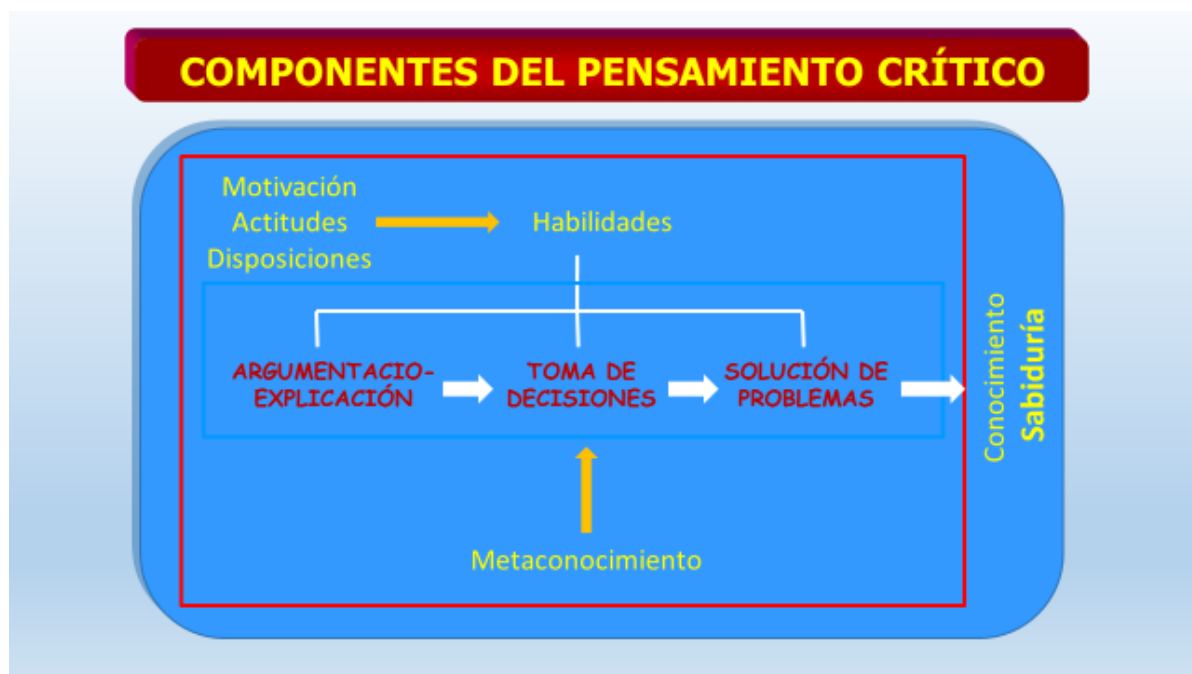 COMPONENTES DEL PENSAMIENTO CRÍTICO
Motivación
Actitudes
Disposiciones
Habilidades
ARGUMENTACIO-
EXPLICACIÓN
TOMA DE
DECISIONES
SOLUCIÓN DE
PROBLEMAS
Metaconocimiento
Conocimiento
Sabiduría